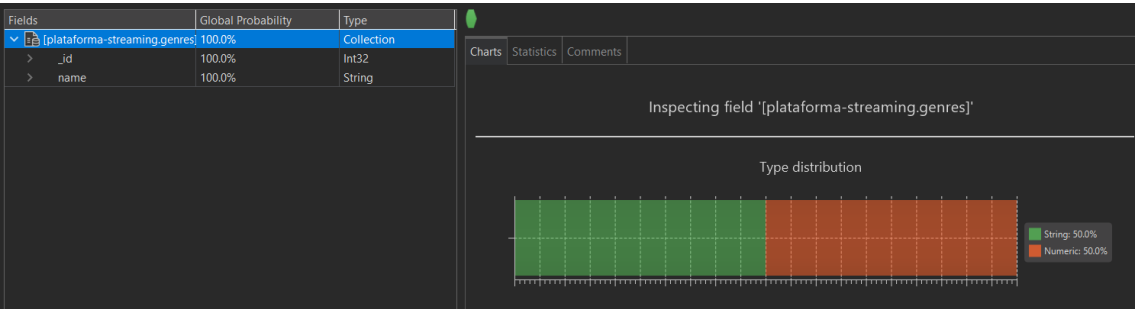 Fields Global Probability Type
[plataforma-streaming.genres] 100.0% Collection
_id 100.0% Int32
name 100.0% String
Charts Statistics Comments
Inspecting field '[plataforma-streaming.genres]'
Type distribution
String: 50.0%
Numeric: 50.0%